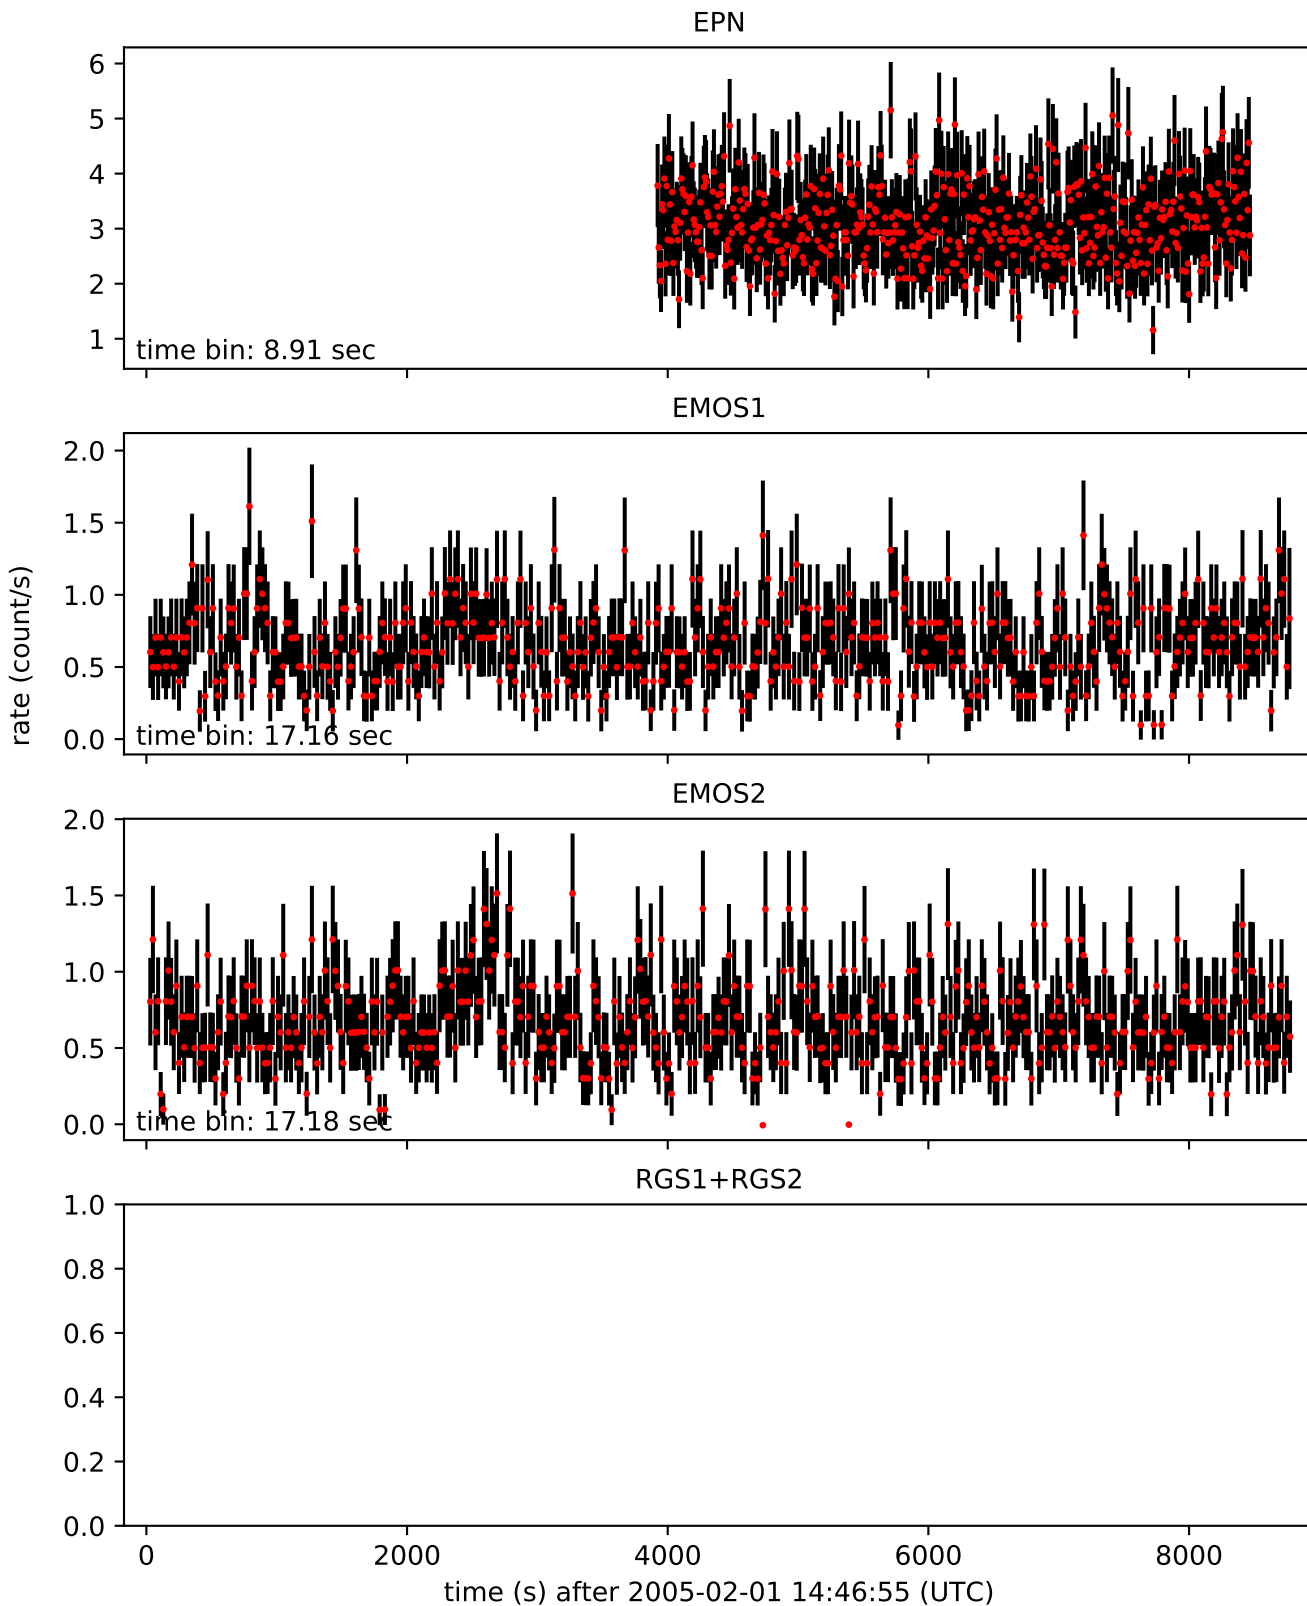 EPN
6
5
4
3
2
1
time bin: 8.91 sec
EMOS1
2.0
1.5
1.0
0.5
0.0
time bin: 17.16 sec
rate (count/s)
EMOS2
2.0
1.5
1.0
0.5
0.0
time bin: 17.18 sec
RGS1+RGS2
1.0
0.8
0.6
0.4
0.2
0.0
0 2000 4000 6000 8000
time (s) after 2005-02-01 14:46:55 (UTC)